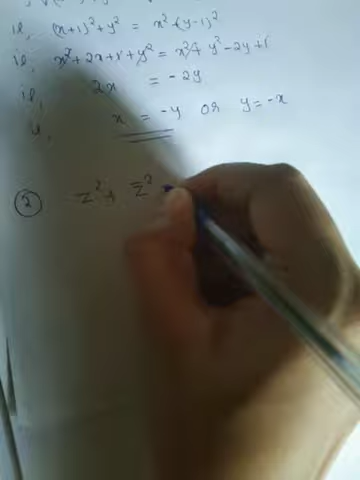 ie, (x+1)² + y² = x² + (y-1)²
ie, x² + 2x + 1 + y² = x² + y² - 2y + 1
ie, 2x = -2y
x = -y or y = -x
② z² + z̄²